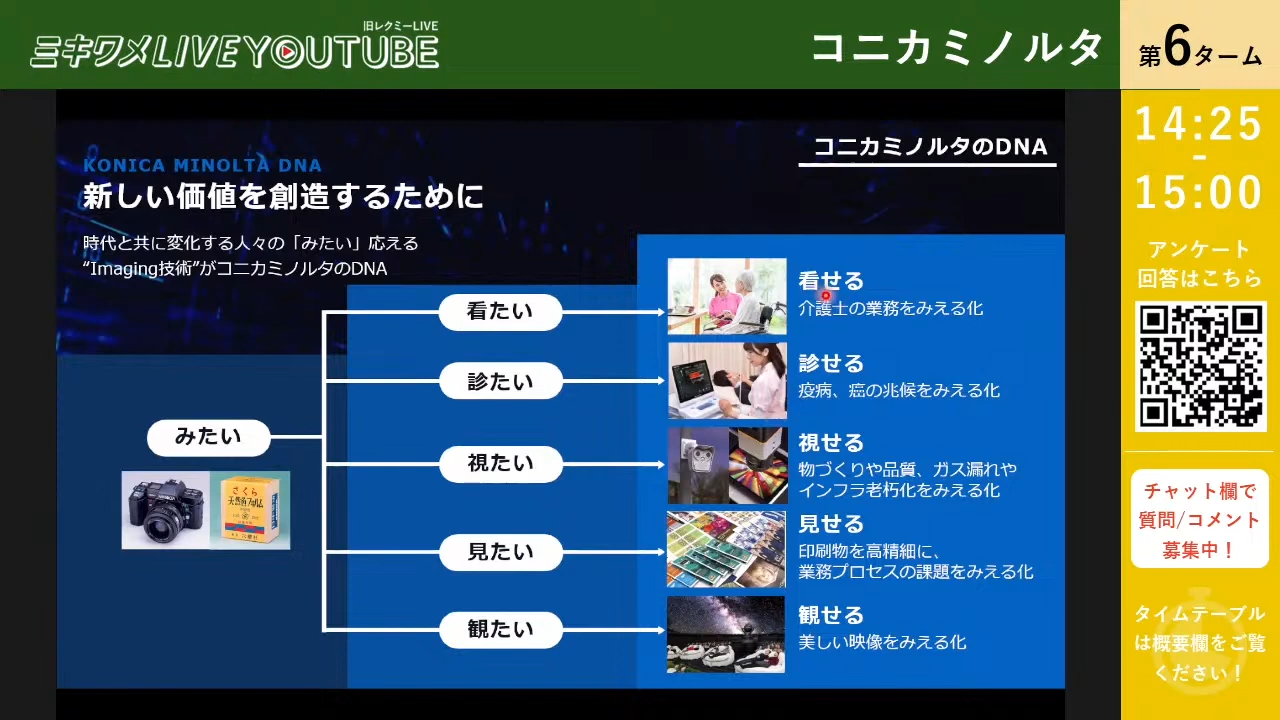 旧レクミーLIVE
ミキワメLIVE YOUTUBE
コニカミノルタ
第6ターム
14:25
-
15:00
アンケート
回答はこちら
チャット欄で
質問/コメント
募集中！
タイムテーブル
は概要欄をご覧
ください！
コニカミノルタのDNA
KONICA MINOLTA DNA
新しい価値を創造するために
時代と共に変化する人々の「みたい」応える
“Imaging技術”がコニカミノルタのDNA
みたい
さくら
天然色フィルム
看たい
診たい
視たい
見たい
観たい
看せる
介護士の業務をみえる化
診せる
疫病、癌の兆候をみえる化
視せる
物づくりや品質、ガス漏れや
インフラ老朽化をみえる化
見せる
印刷物を高精細に、
業務プロセスの課題をみえる化
観せる
美しい映像をみえる化